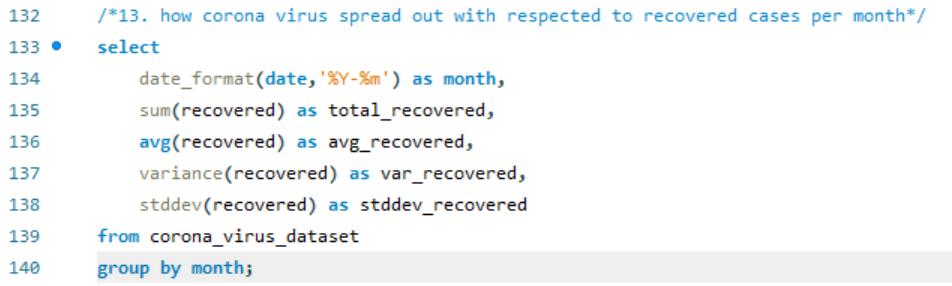 132 /*13. how corona virus spread out with respected to recovered cases per month*/
133 select
134 date_format(date,'%Y-%m') as month,
135 sum(recovered) as total_recovered,
136 avg(recovered) as avg_recovered,
137 variance(recovered) as var_recovered,
138 stddev(recovered) as stddev_recovered
139 from corona_virus_dataset
140 group by month;